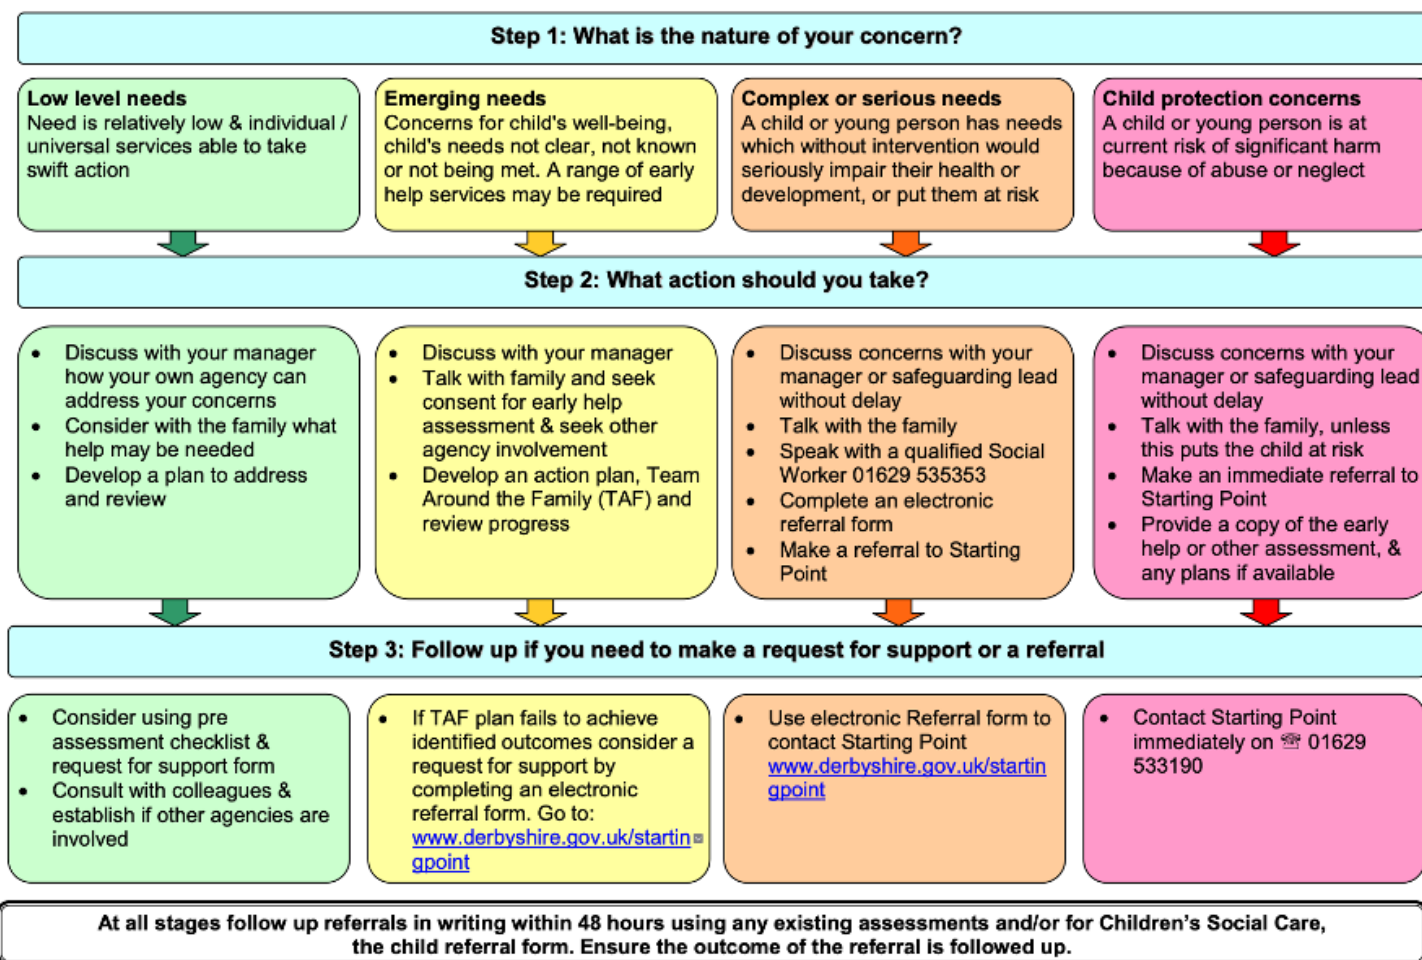 Step 1: What is the nature of your concern?
Low level needs
Need is relatively low & individual /
universal services able to take
swift action
Emerging needs
Concerns for child's well-being,
child's needs not clear, not known
or not being met. A range of early
help services may be required
Complex or serious needs
A child or young person has needs
which without intervention would
seriously impair their health or
development, or put them at risk
Child protection concerns
A child or young person is at
current risk of significant harm
because of abuse or neglect
Step 2: What action should you take?
• Discuss with your manager
how your own agency can
address your concerns
• Consider with the family what
help may be needed
• Develop a plan to address
and review
• Discuss with your manager
• Talk with family and seek
consent for early help
assessment & seek other
agency involvement
• Develop an action plan, Team
Around the Family (TAF) and
review progress
• Discuss concerns with your
manager or safeguarding lead
without delay
• Talk with the family
• Speak with a qualified Social
Worker 01629 535353
• Complete an electronic
referral form
• Make a referral to Starting
Point
• Discuss concerns with your
manager or safeguarding lead
without delay
• Talk with the family, unless
this puts the child at risk
• Make an immediate referral to
Starting Point
• Provide a copy of the early
help or other assessment, &
any plans if available
Step 3: Follow up if you need to make a request for support or a referral
• Consider using pre
assessment checklist &
request for support form
• Consult with colleagues &
establish if other agencies are
involved
• If TAF plan fails to achieve
identified outcomes consider a
request for support by
completing an electronic
referral form. Go to:
www.derbyshire.gov.uk/startin
gpoint
• Use electronic Referral form to
contact Starting Point
www.derbyshire.gov.uk/startin
gpoint
• Contact Starting Point
immediately on ☏ 01629
533190
At all stages follow up referrals in writing within 48 hours using any existing assessments and/or for Children's Social Care,
the child referral form. Ensure the outcome of the referral is followed up.